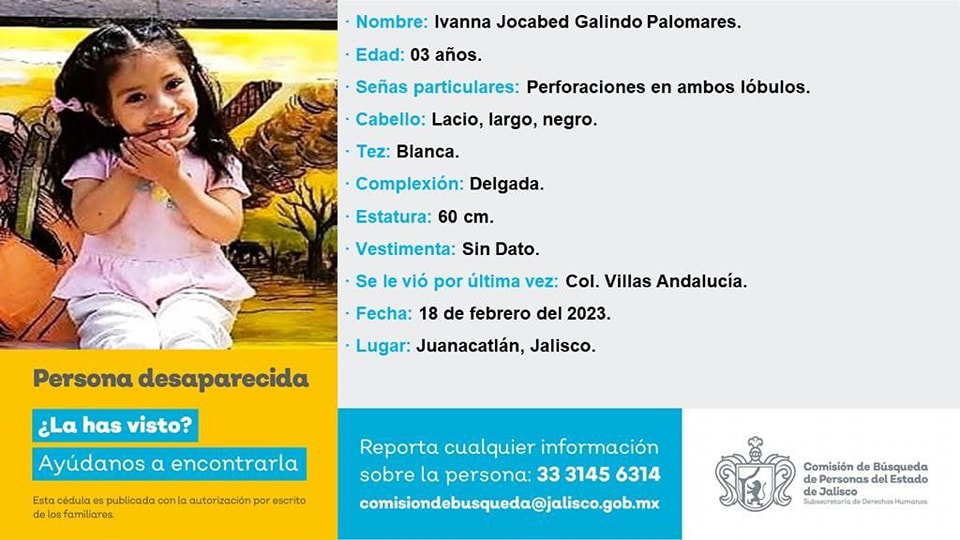 · Nombre: Ivanna Jocabed Galindo Palomares.
· Edad: 03 años.
· Señas particulares: Perforaciones en ambos lóbulos.
· Cabello: Lacio, largo, negro.
· Tez: Blanca.
· Complexión: Delgada.
· Estatura: 60 cm.
· Vestimenta: Sin Dato.
· Se le vió por última vez: Col. Villas Andalucía.
· Fecha: 18 de febrero del 2023.
· Lugar: Juanacatlán, Jalisco.
Persona desaparecida
¿La has visto?
Ayúdanos a encontrarla
Esta cédula es publicada con la autorización por escrito
de los familiares.
Reporta cualquier información
sobre la persona: 33 3145 6314
comisiondebusqueda@jalisco.gob.mx
Comisión de Búsqueda
de Personas del Estado
de Jalisco
Subsecretaría de Derechos Humanos